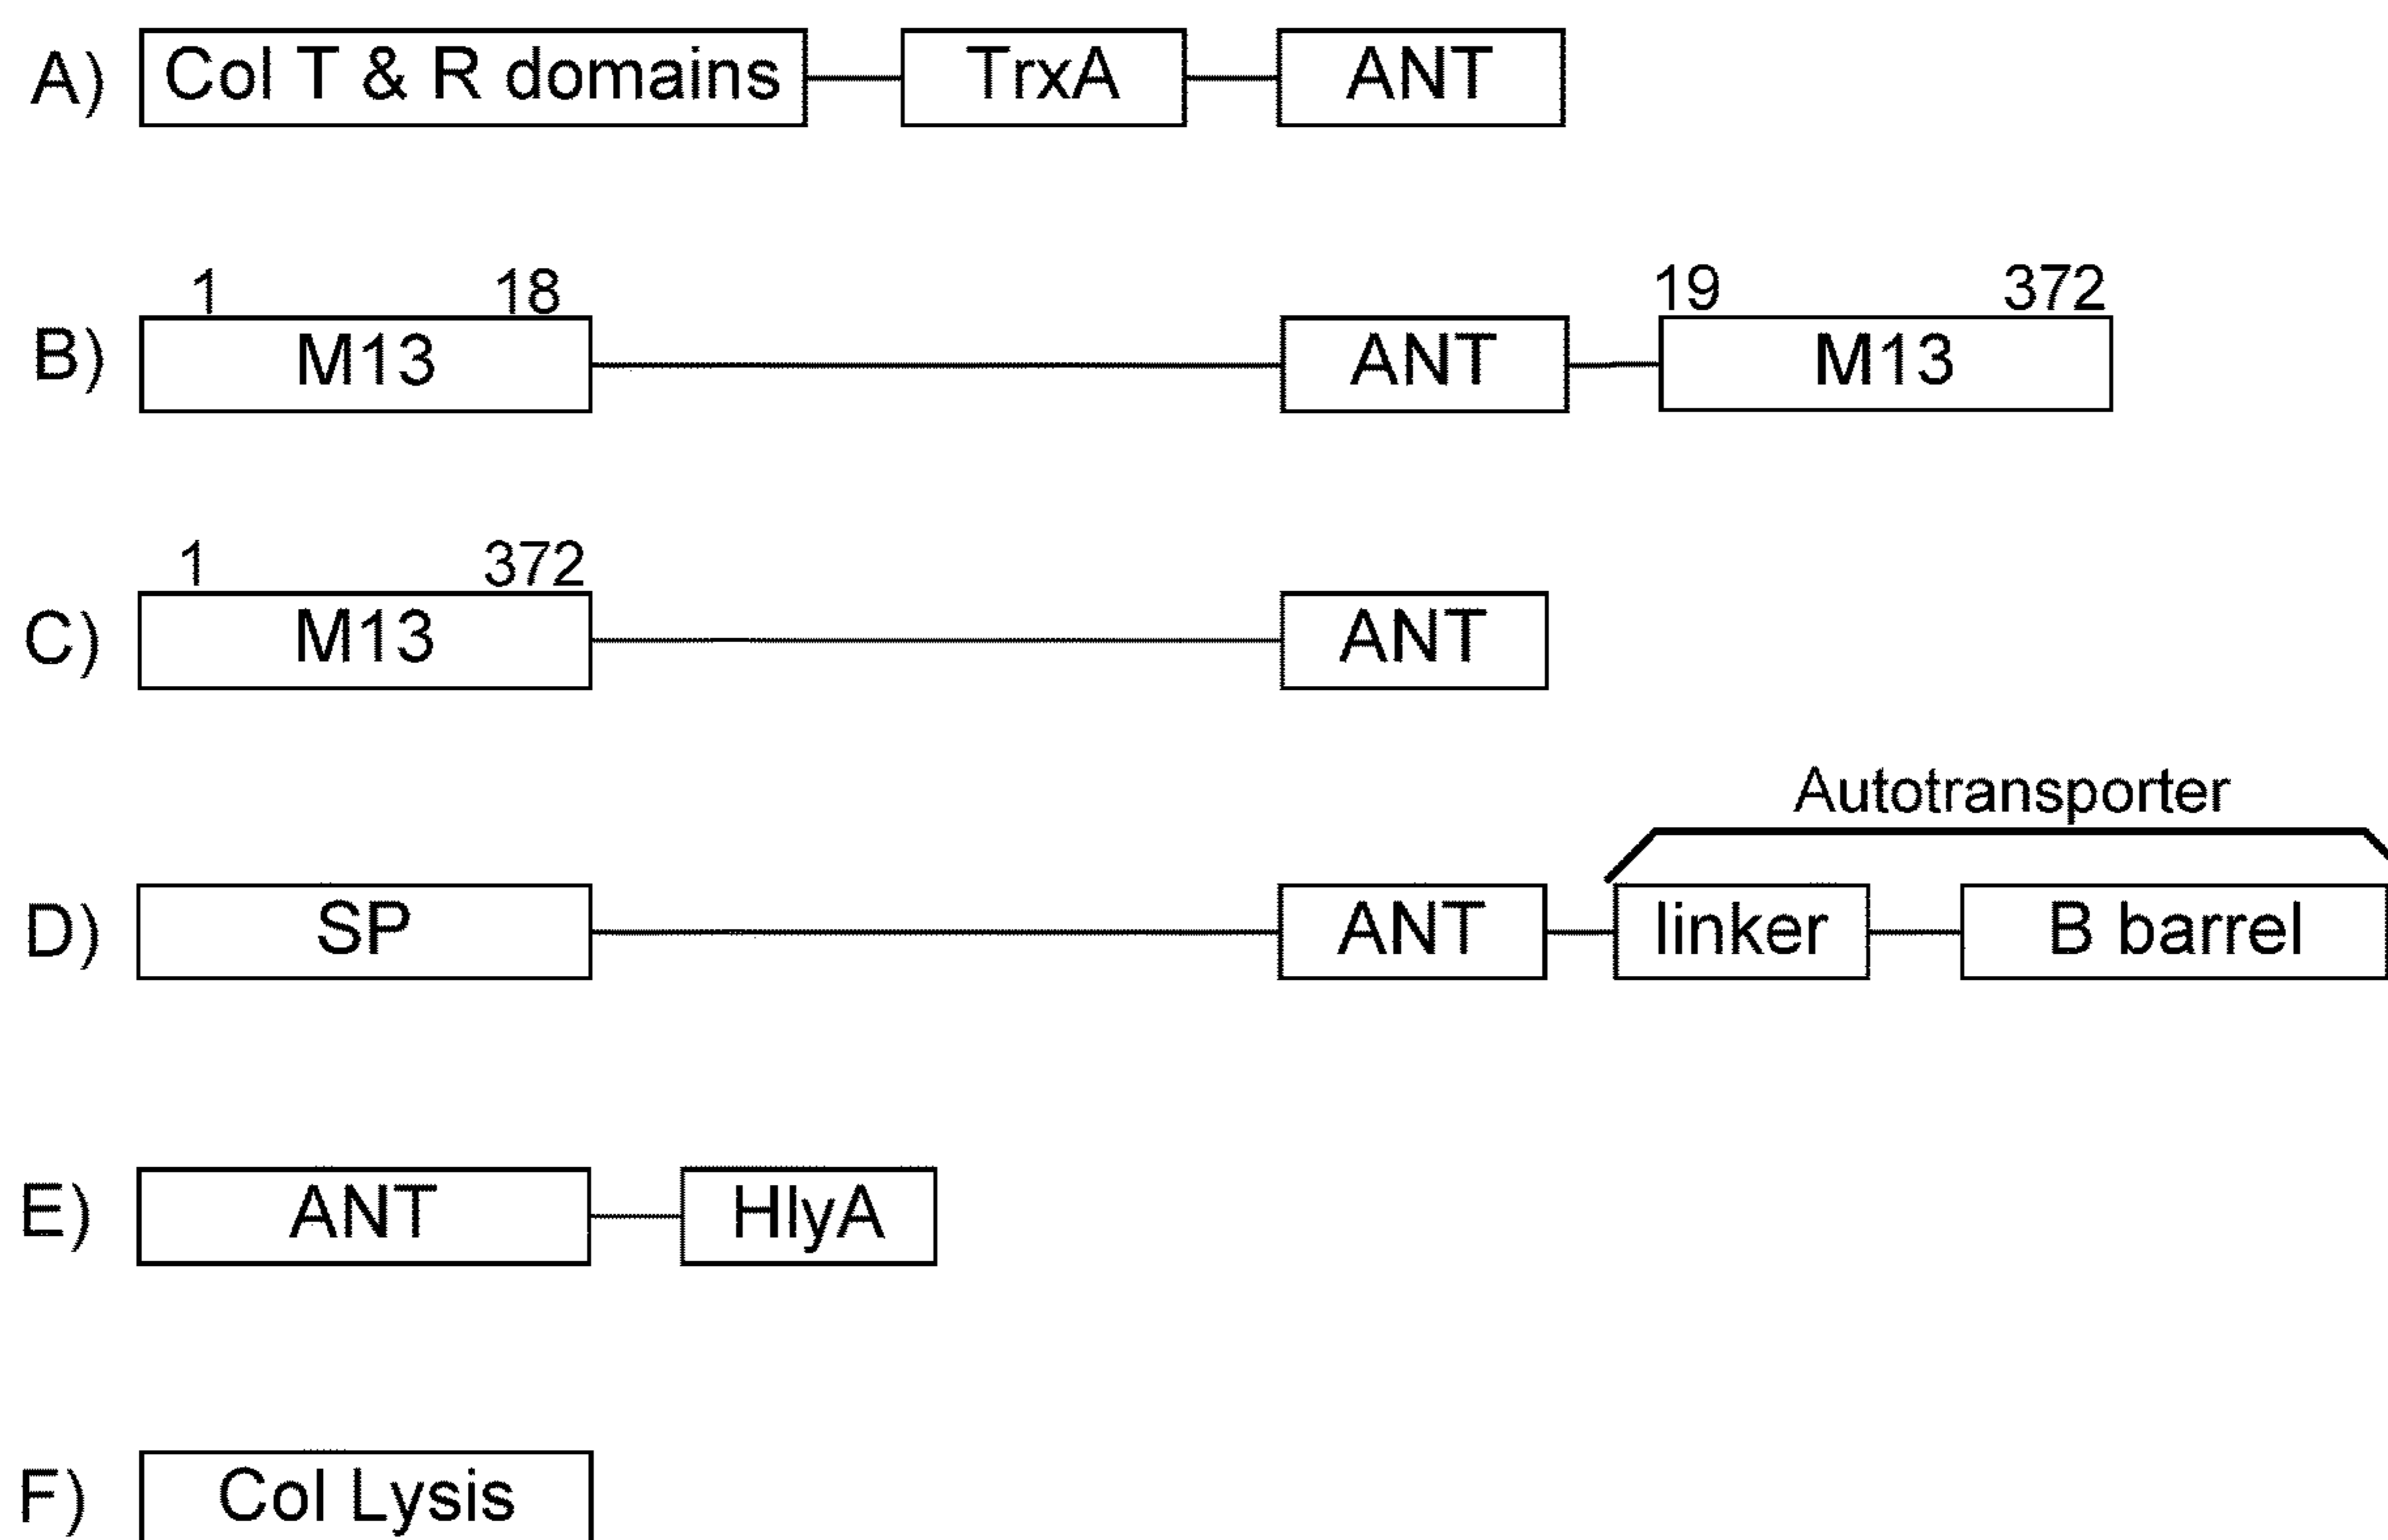 A) Col T & R domains TrxA ANT
1 18 19 372
B) M13 ANT M13
1 372
C) M13 ANT
Autotransporter
D) SP ANT linker B barrel
E) ANT HlyA
F) Col Lysis